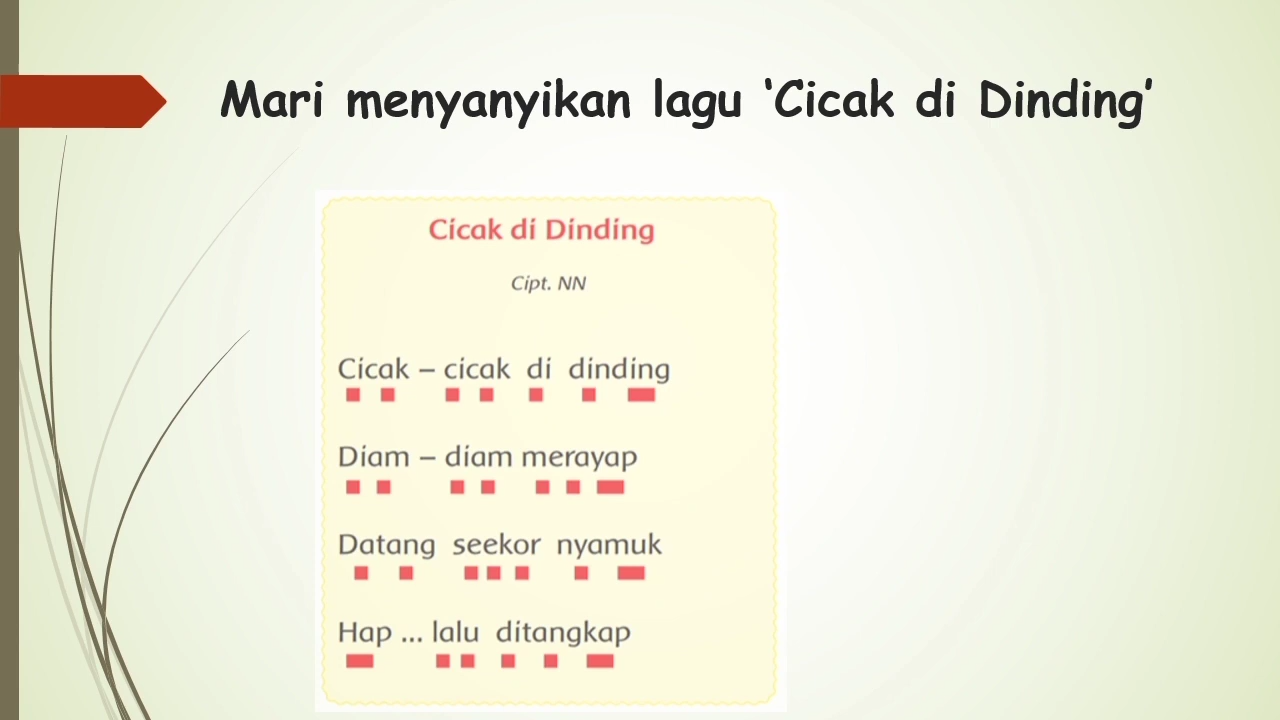 Mari menyanyikan lagu ‘Cicak di Dinding’
Cicak di Dinding
Cipt. NN
Cicak – cicak di dinding
Diam – diam merayap
Datang seekor nyamuk
Hap ... lalu ditangkap